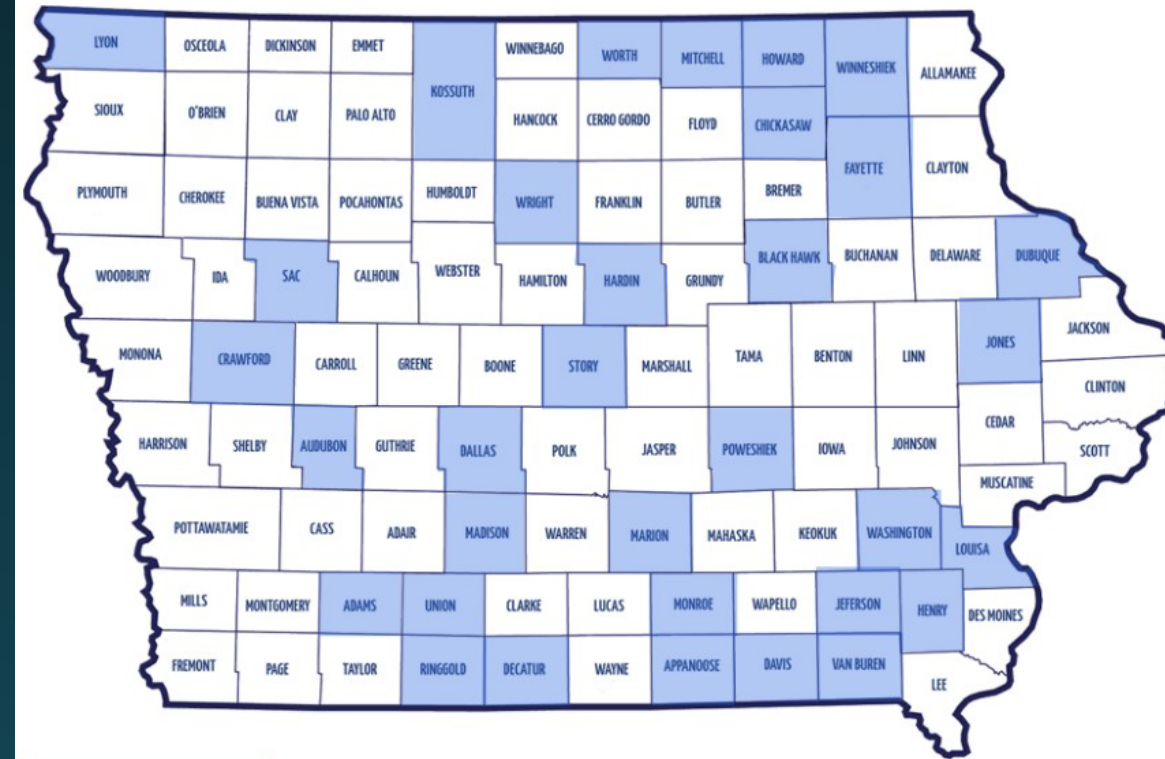 LYON
OSCEOLA
DICKINSON
EMMET
KOSSUTH
WINNEBAGO
WORTH
MITCHELL
HOWARD
WINNESHIEK
ALLAMAKEE
SIOUX
O'BRIEN
CLAY
PALO ALTO
HANCOCK
CERRO GORDO
FLOYD
CHICKASAW
FAYETTE
CLAYTON
PLYMOUTH
CHEROKEE
BUENA VISTA
POCAHONTAS
HUMBOLDT
WRIGHT
FRANKLIN
BUTLER
BREMER
WOODBURY
IDA
SAC
CALHOUN
WEBSTER
HAMILTON
HARDIN
GRUNDY
BLACK HAWK
BUCHANAN
DELAWARE
DUBUQUE
MONONA
CRAWFORD
CARROLL
GREENE
BOONE
STORY
MARSHALL
TAMA
BENTON
LINN
JONES
JACKSON
CLINTON
HARRISON
SHELBY
AUDUBON
GUTHRIE
DALLAS
POLK
JASPER
POWESHIEK
IOWA
JOHNSON
CEDAR
SCOTT
MUSCATINE
POTTAWATAMIE
CASS
ADAIR
MADISON
WARREN
MARION
MAHASKA
KEOKUK
WASHINGTON
LOUISA
MILLS
MONTGOMERY
ADAMS
UNION
CLARKE
LUCAS
MONROE
WAPELLO
JEFERSON
HENRY
DES MOINES
FREMONT
PAGE
TAYLOR
RINGGOLD
DECATUR
WAYNE
APPANOOSE
DAVIS
VAN BUREN
LEE